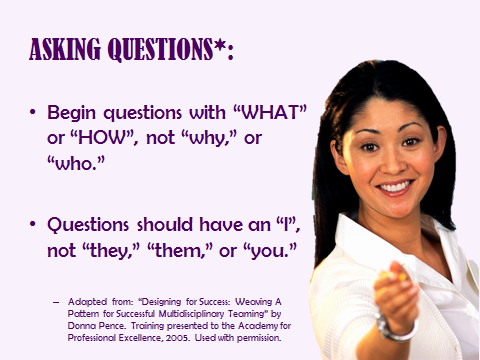 ASKING QUESTIONS*:
• Begin questions with “WHAT”
or “HOW”, not “why,” or
“who.”
• Questions should have an “I”,
not “they,” “them,” or “you.”
– Adapted from: “Designing for Success: Weaving A
Pattern for Successful Multidisciplinary Teaming” by
Donna Pence. Training presented to the Academy for
Professional Excellence, 2005. Used with permission.